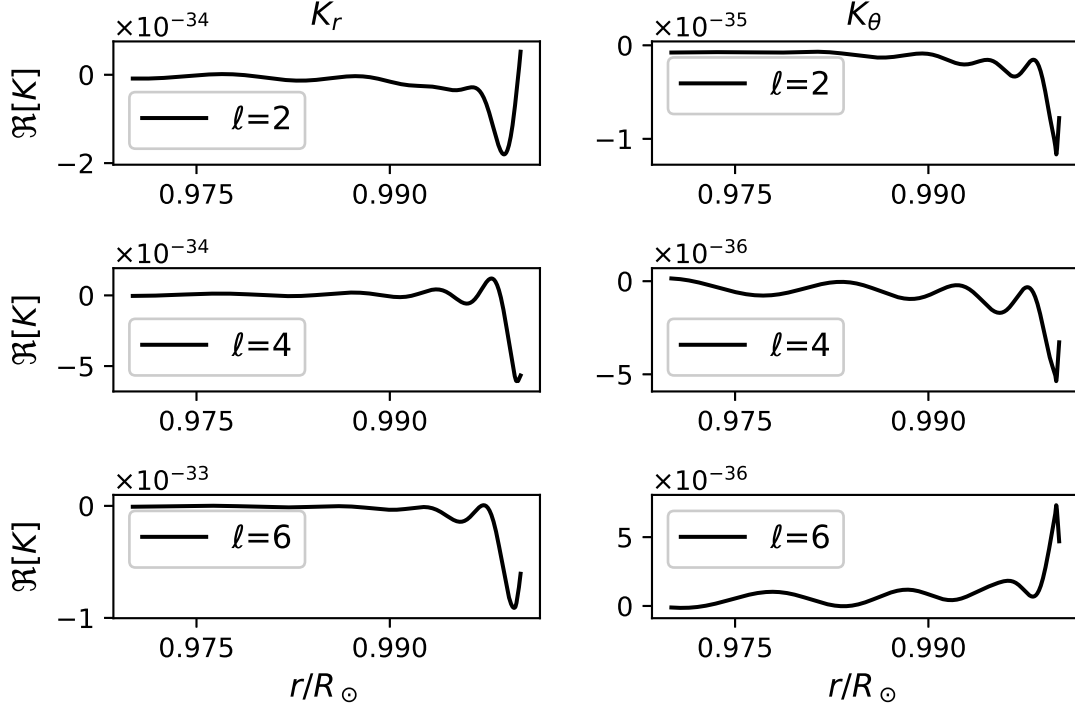 K_r
K_θ
×10⁻³⁴
×10⁻³⁵
ℜ[K]
0
−2
ℓ=2
0.975
0.990
0
−1
ℓ=2
0.975
0.990
×10⁻³⁴
×10⁻³⁶
ℜ[K]
0
−5
ℓ=4
0.975
0.990
0
−5
ℓ=4
0.975
0.990
×10⁻³³
×10⁻³⁶
ℜ[K]
0
−1
ℓ=6
0.975
0.990
5
0
ℓ=6
0.975
0.990
r/R⊙
r/R⊙